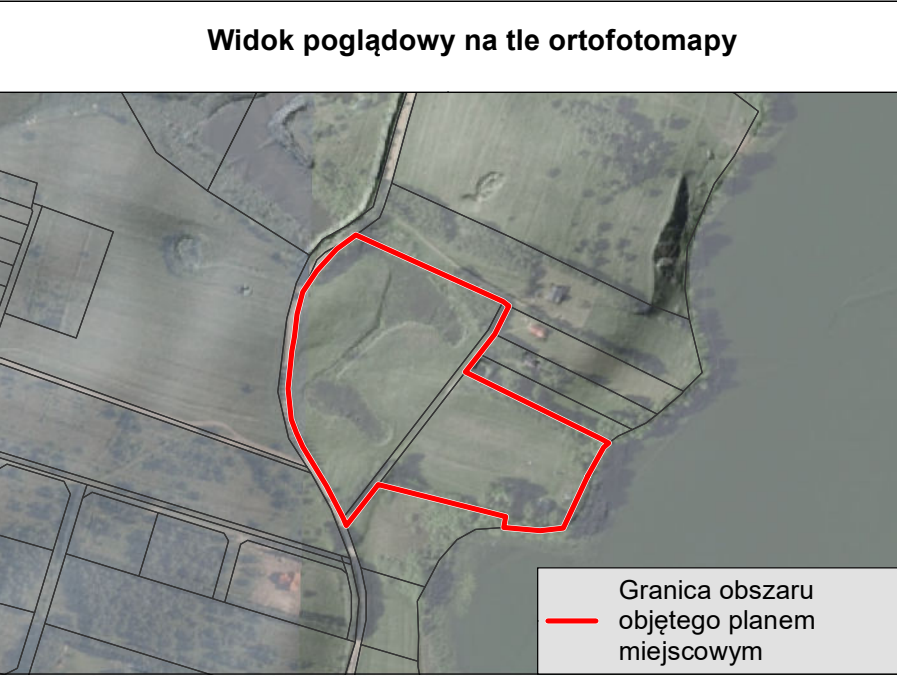 Widok poglądowy na tle ortofotomapy
Granica obszaru
objętego planem
miejscowym